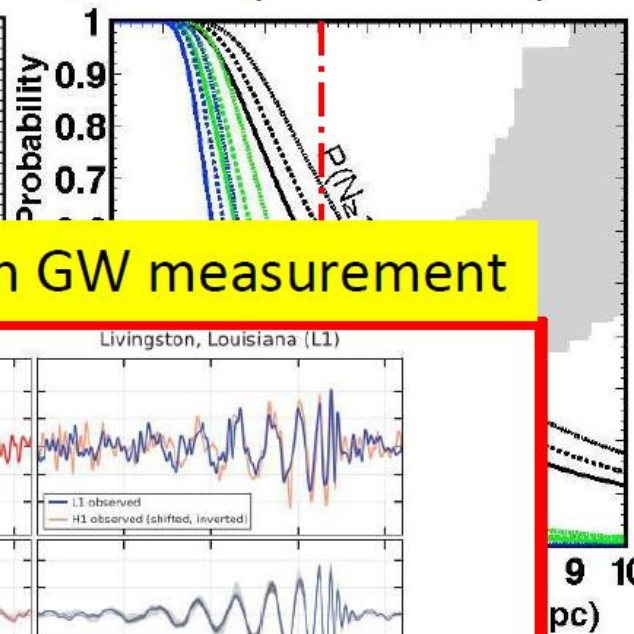 1
0.9
0.8
0.7
Probability
P(N≥
GW measurement
Livingston, Louisiana (L1)
L1 observed
H1 observed (shifted, inverted)
9 10
pc)